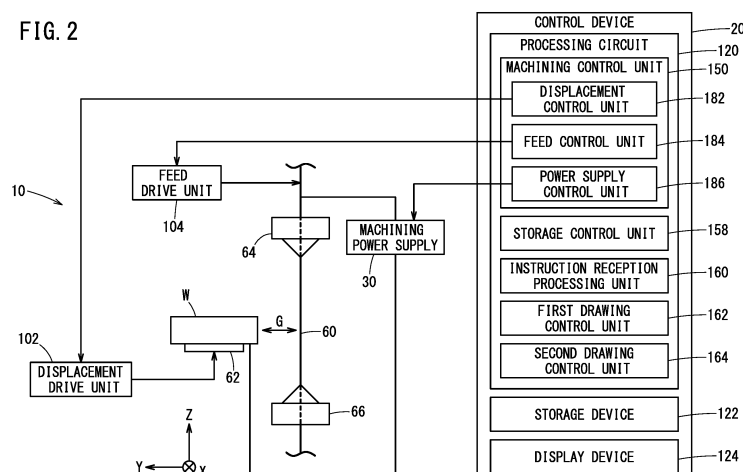 FIG. 2
CONTROL DEVICE
20
PROCESSING CIRCUIT
120
MACHINING CONTROL UNIT
150
DISPLACEMENT
CONTROL UNIT
182
FEED CONTROL UNIT
184
POWER SUPPLY
CONTROL UNIT
186
STORAGE CONTROL UNIT
158
INSTRUCTION RECEPTION
PROCESSING UNIT
160
FIRST DRAWING
CONTROL UNIT
162
SECOND DRAWING
CONTROL UNIT
164
STORAGE DEVICE
122
DISPLAY DEVICE
124
10
FEED
DRIVE UNIT
104
64
MACHINING
POWER SUPPLY
30
W
G
60
62
102
DISPLACEMENT
DRIVE UNIT
66
Z
Y
X